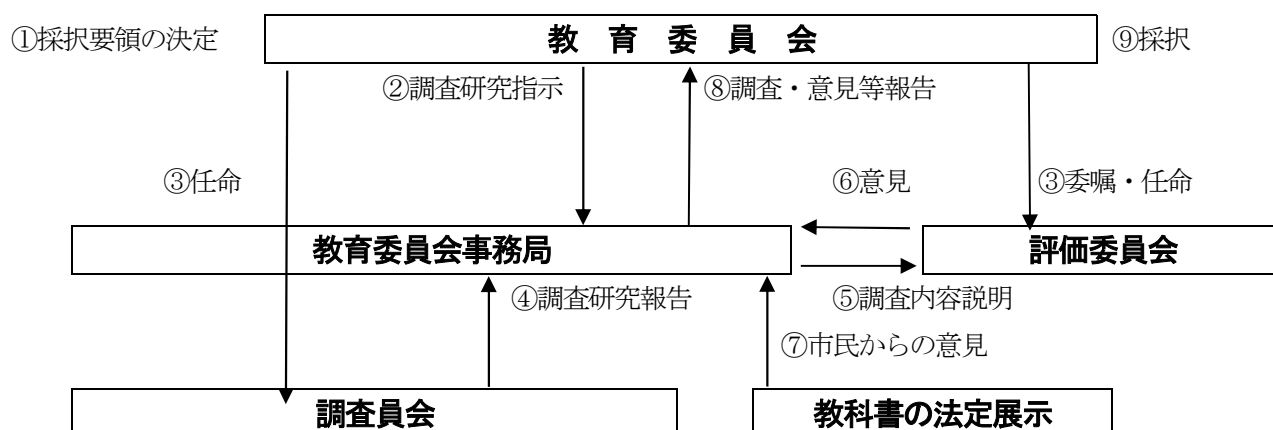 ①採択要領の決定
教 育 委 員 会
⑨採択
②調査研究指示
⑧調査・意見等報告
③任命
⑥意見
③委嘱・任命
教育委員会事務局
評価委員会
④調査研究報告
⑤調査内容説明
⑦市民からの意見
調査員会
教科書の法定展示